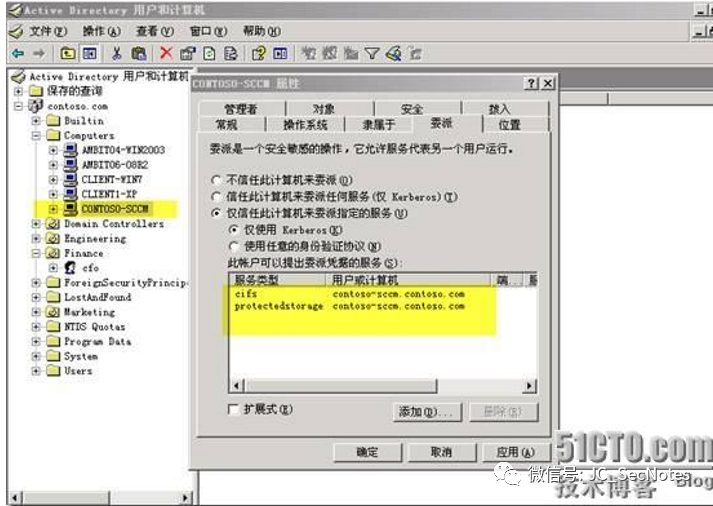 Active Directory 用户和计算机
文件(F) 操作(A) 查看(V) 窗口(W) 帮助(H)
Active Directory 用户和计算机
保存的查询
contoso.com
Builtin
Computers
AMBIT04-WIN2003
AMBIT06-08R2
CLIENT-WIN7
CLIENT1-XP
CONTOSO-SCCM
Domain Controllers
Engineering
Finance
cfo
ForeignSecurityPrincip
LostAndFound
Marketing
NTDS Quotas
Program Data
System
Users
CONTOSO-SCCM 属性
管理者 对象 安全 拨入
常规 操作系统 隶属于 委派 位置
委派是一个安全敏感的操作，它允许服务代表另一个用户运行。
不信任此计算机来委派(O)
信任此计算机来委派任何服务(仅 Kerberos)(T)
仅信任此计算机来委派指定的服务(U)
仅使用 Kerberos(K)
使用任意的身份验证协议(N)
此帐户可以提出委派凭据的服务(S):
服务类型 用户或计算机 端...
cifs contoso-sccm.contoso.com
protectedstorage contoso-sccm.contoso.com
扩展式(E)
添加(D)... 删除(R)
确定 取消 应用(A)
51CTO.com
微信号: JC_SecNotes
技术博客 Blog